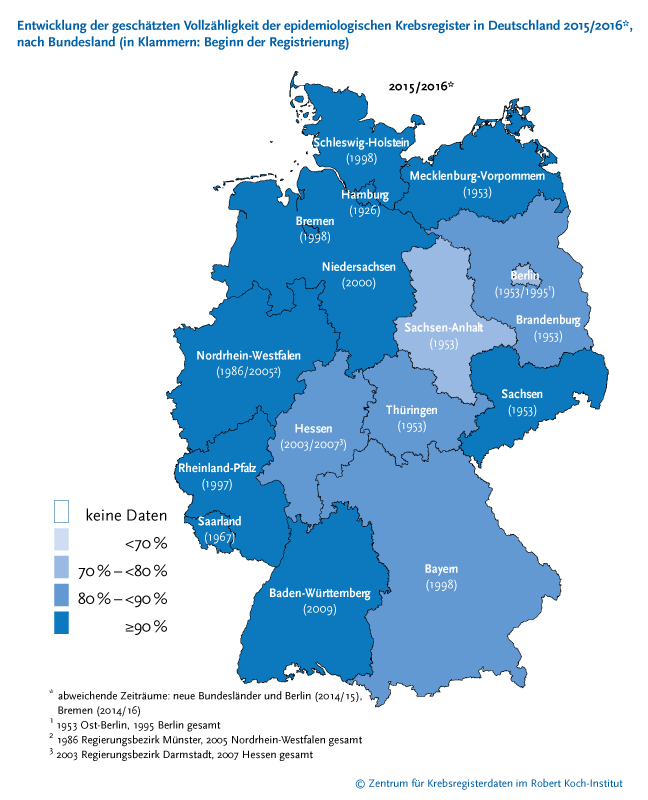 Entwicklung der geschätzten Vollzähligkeit der epidemiologischen Krebsregister in Deutschland 2015/2016*,
nach Bundesland (in Klammern: Beginn der Registrierung)
2015/2016*
Schleswig-Holstein
(1998)
Mecklenburg-Vorpommern
(1953)
Hamburg
(1926)
Bremen
(1998)
Niedersachsen
(2000)
Berlin
(1953/1995¹)
Brandenburg
(1953)
Sachsen-Anhalt
(1953)
Nordrhein-Westfalen
(1986/2005²)
Sachsen
(1953)
Thüringen
(1953)
Hessen
(2003/2007³)
Rheinland-Pfalz
(1997)
Saarland
(1967)
Bayern
(1998)
Baden-Württemberg
(2009)
keine Daten
<70 %
70 % – <80 %
80 % – <90 %
≥90 %
* abweichende Zeiträume: neue Bundesländer und Berlin (2014/15),
Bremen (2014/16)
¹ 1953 Ost-Berlin, 1995 Berlin gesamt
² 1986 Regierungsbezirk Münster, 2005 Nordrhein-Westfalen gesamt
³ 2003 Regierungsbezirk Darmstadt, 2007 Hessen gesamt
© Zentrum für Krebsregisterdaten im Robert Koch-Institut